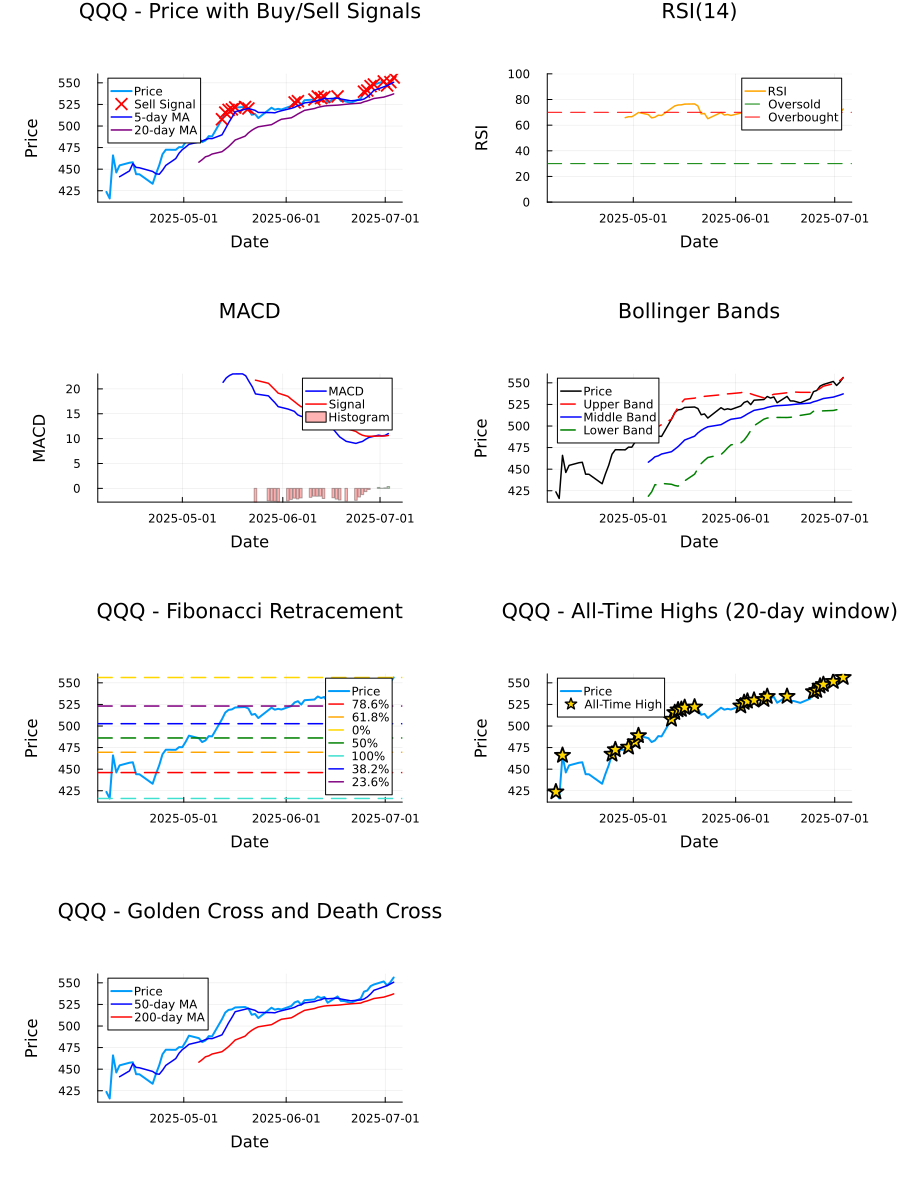 QQQ - Price with Buy/Sell Signals
550
525
500
475
450
425
Price
Price
Sell Signal
5-day MA
20-day MA
2025-05-01
2025-06-01
2025-07-01
Date
RSI(14)
100
80
60
40
20
0
RSI
RSI
Oversold
Overbought
2025-05-01
2025-06-01
2025-07-01
Date
MACD
20
15
10
5
0
MACD
MACD
Signal
Histogram
2025-05-01
2025-06-01
2025-07-01
Date
Bollinger Bands
550
525
500
475
450
425
Price
Price
Upper Band
Middle Band
Lower Band
2025-05-01
2025-06-01
2025-07-01
Date
QQQ - Fibonacci Retracement
550
525
500
475
450
425
Price
Price
78.6%
61.8%
0%
50%
100%
38.2%
23.6%
2025-05-01
2025-06-01
2025-07-01
Date
QQQ - All-Time Highs (20-day window)
550
525
500
475
450
425
Price
Price
All-Time High
2025-05-01
2025-06-01
2025-07-01
Date
QQQ - Golden Cross and Death Cross
550
525
500
475
450
425
Price
Price
50-day MA
200-day MA
2025-05-01
2025-06-01
2025-07-01
Date